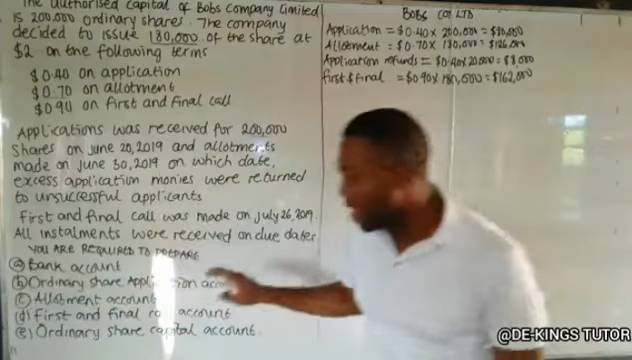 The authorised Capital of Bobs Company Limited
is 200,000 ordinary shares. The company
decided to issue 180,000 of the share at
$2 on the following terms
$0.40 on application
$0.70 on allotment
$0.90 on First and Final call
Applications was received for 200,000
Shares on june 20, 2019 and allotments
made on june 30, 2019 on which date,
excess application monies were returned
to unsuccessful applicants
First and final call was made on july 26, 2019.
All instalments were received on due dates
YOU ARE REQUIRED TO PREPARE
(a) Bank account
(b) Ordinary share
(c) Allotment account
(d) First and final account
(e) Ordinary share capital account.
BOBS CO LTD
Application = $0.40 x 200,000 = $80,000
Allotment = $0.70 x 180,000 = $126,000
Application refunds = $0.40 x 20,000 = $8,000
first & final = $0.90 x 180,000 = $162,000
@DE-KINGS TUTOR